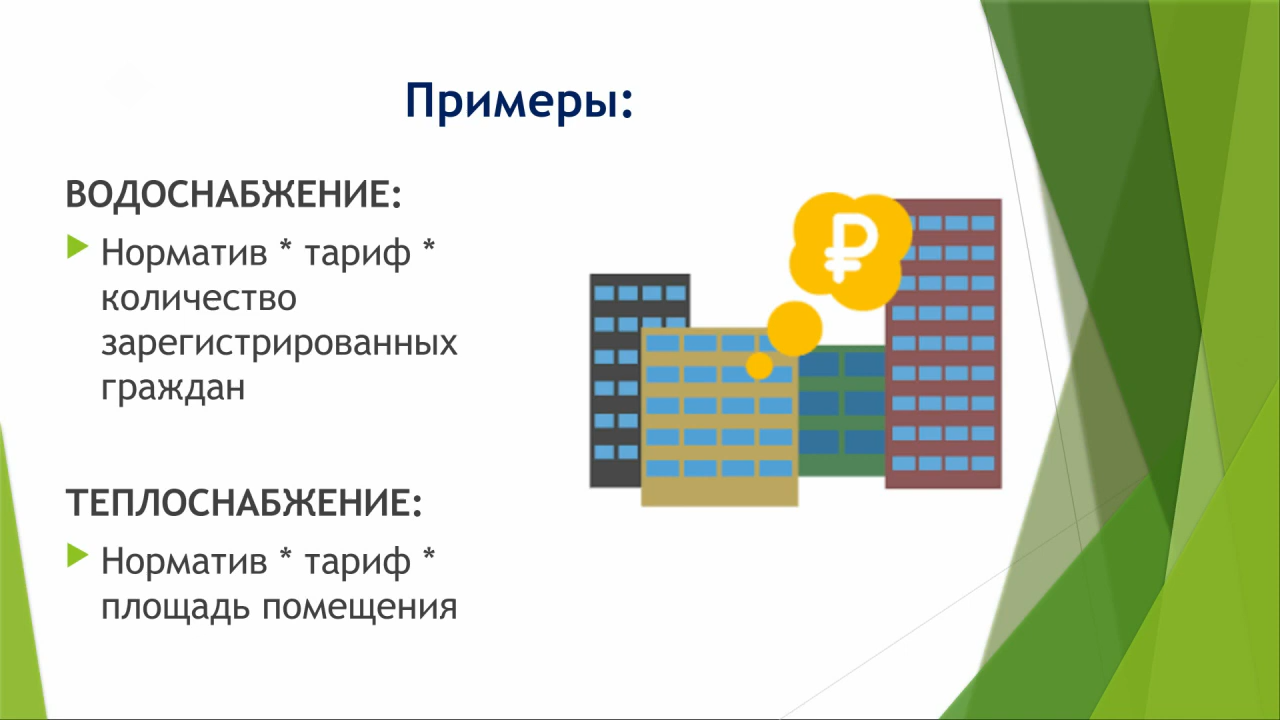 Примеры:
ВОДОСНАБЖЕНИЕ:
Норматив * тариф *
количество
зарегистрированных
граждан
ТЕПЛОСНАБЖЕНИЕ:
Норматив * тариф *
площадь помещения
₽